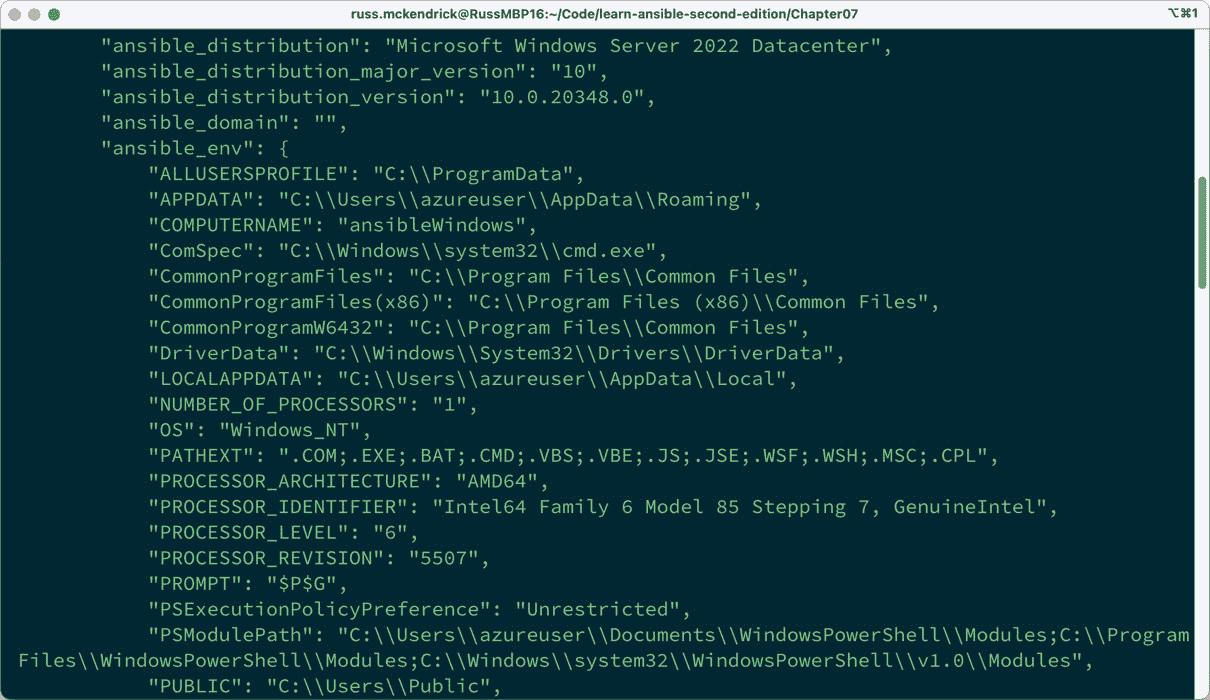 russ.mckendrick@RussMBP16:~/Code/learn-ansible-second-edition/Chapter07
⌥⌘1
"ansible_distribution": "Microsoft Windows Server 2022 Datacenter",
"ansible_distribution_major_version": "10",
"ansible_distribution_version": "10.0.20348.0",
"ansible_domain": "",
"ansible_env": {
"ALLUSERSPROFILE": "C:\\ProgramData",
"APPDATA": "C:\\Users\\azureuser\\AppData\\Roaming",
"COMPUTERNAME": "ansibleWindows",
"ComSpec": "C:\\Windows\\system32\\cmd.exe",
"CommonProgramFiles": "C:\\Program Files\\Common Files",
"CommonProgramFiles(x86)": "C:\\Program Files (x86)\\Common Files",
"CommonProgramW6432": "C:\\Program Files\\Common Files",
"DriverData": "C:\\Windows\\System32\\Drivers\\DriverData",
"LOCALAPPDATA": "C:\\Users\\azureuser\\AppData\\Local",
"NUMBER_OF_PROCESSORS": "1",
"OS": "Windows_NT",
"PATHEXT": ".COM;.EXE;.BAT;.CMD;.VBS;.VBE;.JS;.JSE;.WSF;.WSH;.MSC;.CPL",
"PROCESSOR_ARCHITECTURE": "AMD64",
"PROCESSOR_IDENTIFIER": "Intel64 Family 6 Model 85 Stepping 7, GenuineIntel",
"PROCESSOR_LEVEL": "6",
"PROCESSOR_REVISION": "5507",
"PROMPT": "$P$G",
"PSExecutionPolicyPreference": "Unrestricted",
"PSModulePath": "C:\\Users\\azureuser\\Documents\\WindowsPowerShell\\Modules;C:\\Program
Files\\WindowsPowerShell\\Modules;C:\\Windows\\system32\\WindowsPowerShell\\v1.0\\Modules",
"PUBLIC": "C:\\Users\\Public",